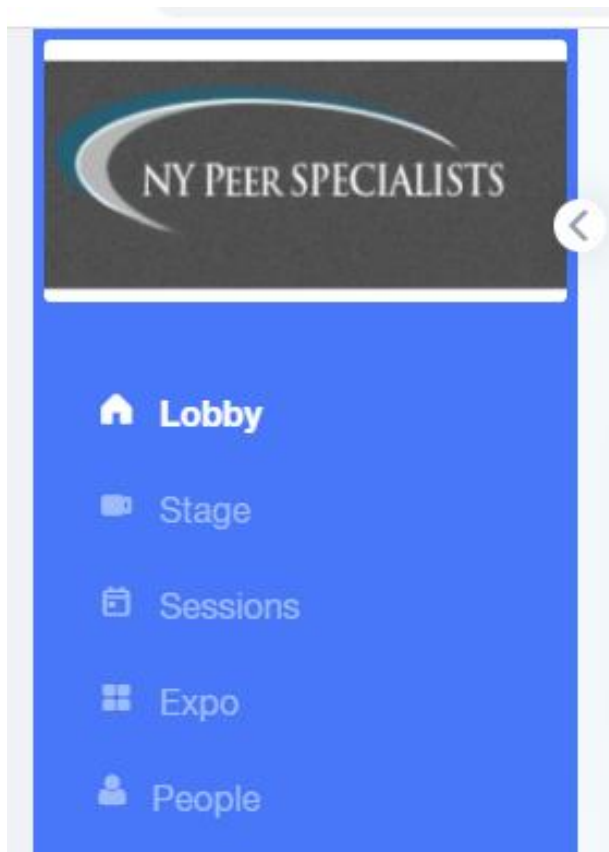 NY PEER SPECIALISTS
Lobby
Stage
Sessions
Expo
People